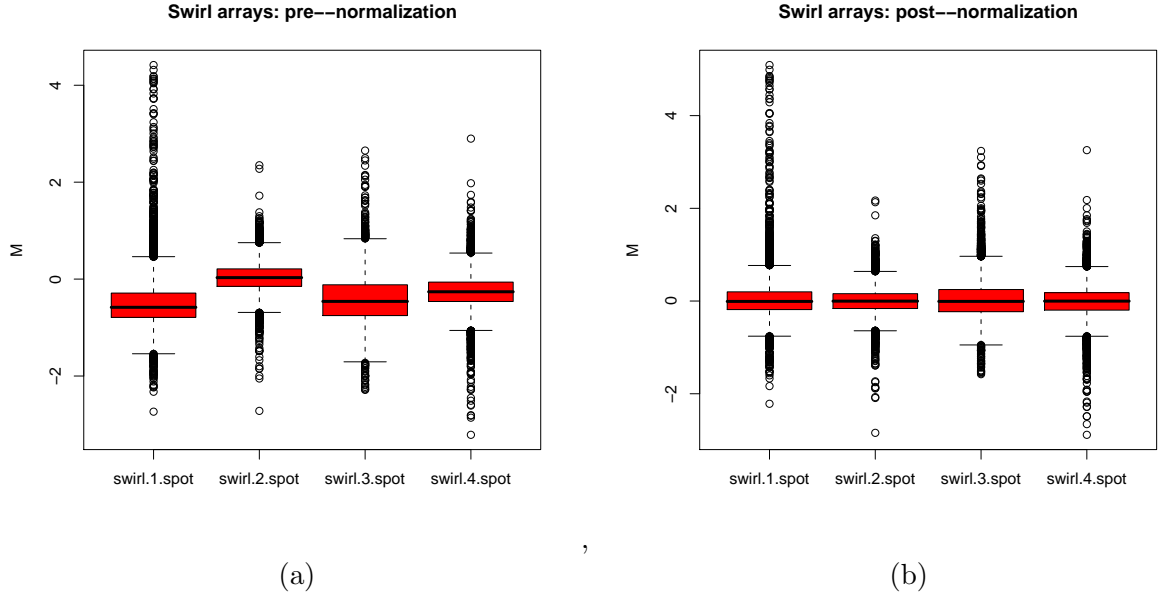 Swirl arrays: pre−−normalization
M
4
2
0
−2
swirl.1.spot swirl.2.spot swirl.3.spot swirl.4.spot
(a)
,
Swirl arrays: post−−normalization
M
4
2
0
−2
swirl.1.spot swirl.2.spot swirl.3.spot swirl.4.spot
(b)